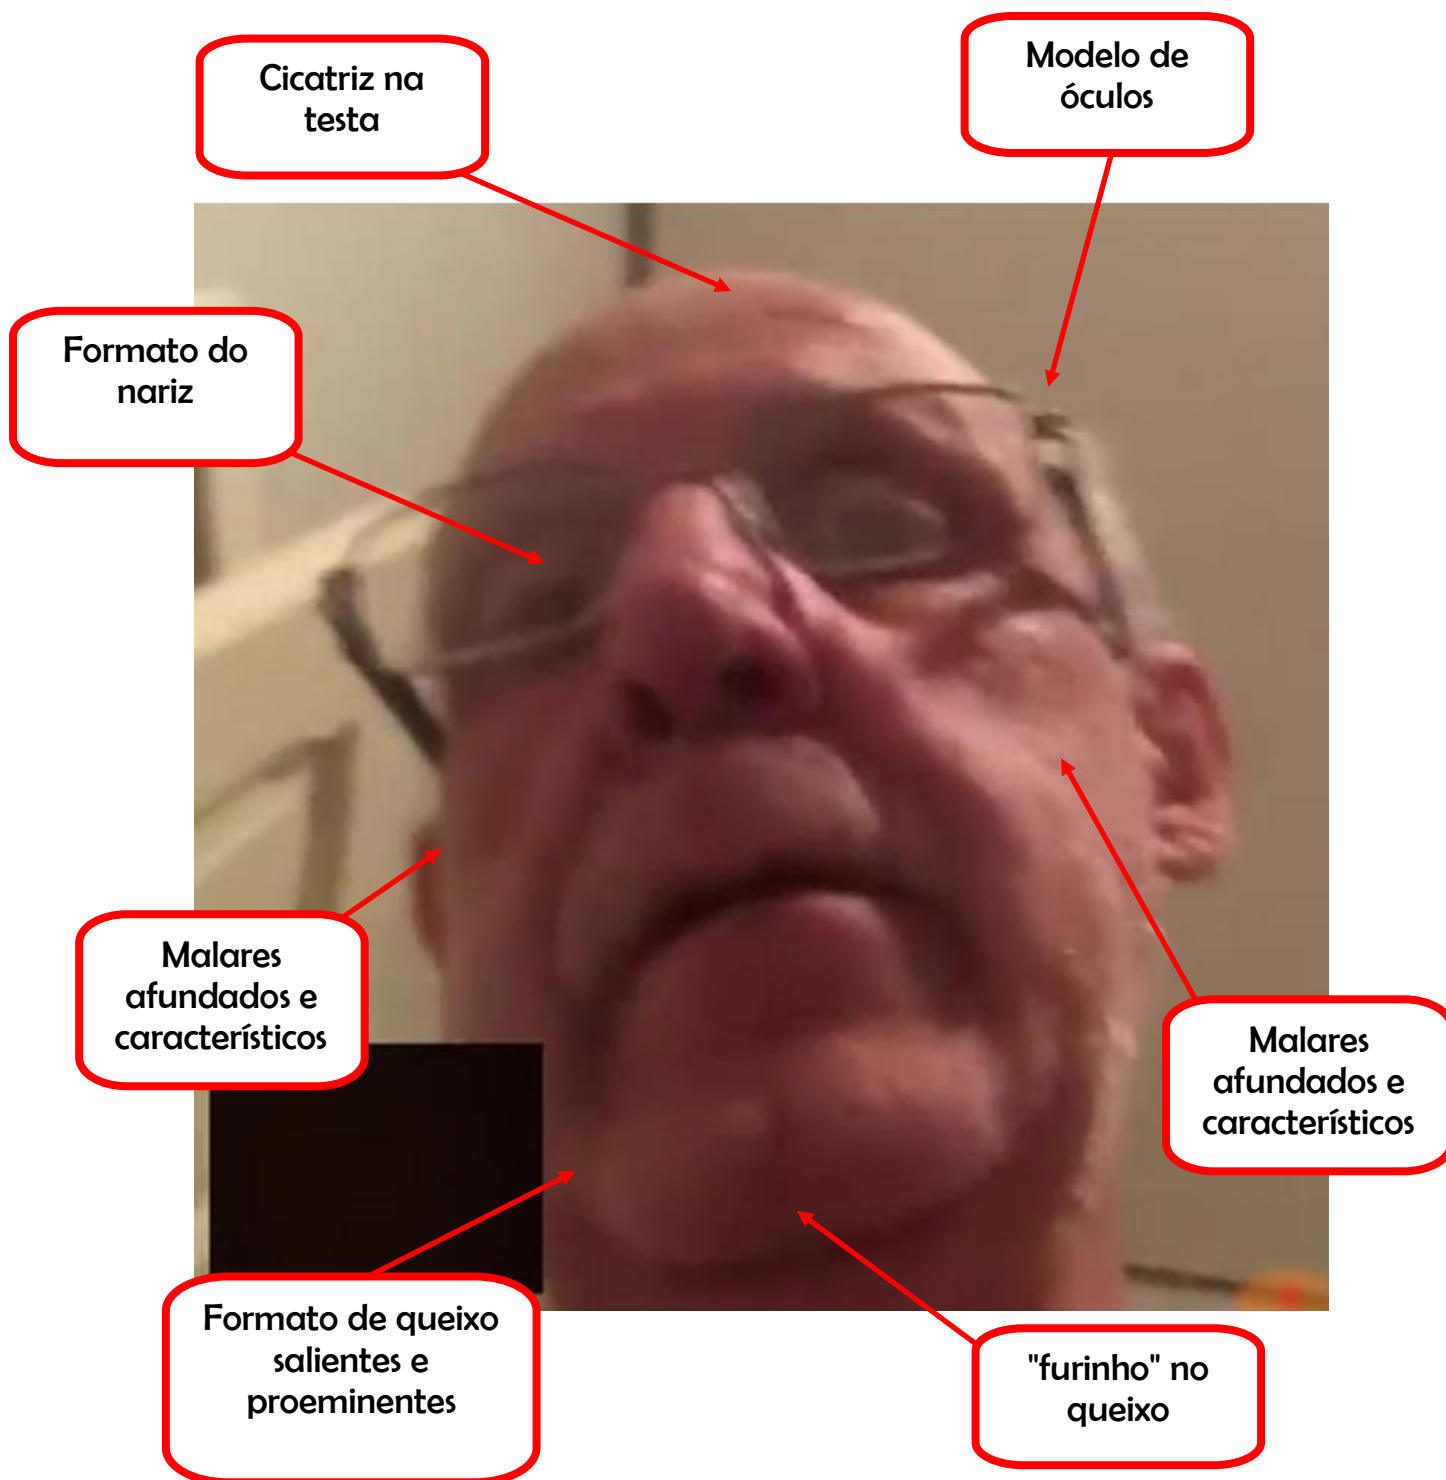 Cicatriz na
testa
Modelo de
óculos
Formato do
nariz
Malares
afundados e
característicos
Malares
afundados e
característicos
Formato de queixo
salientes e
proeminentes
"furinho" no
queixo